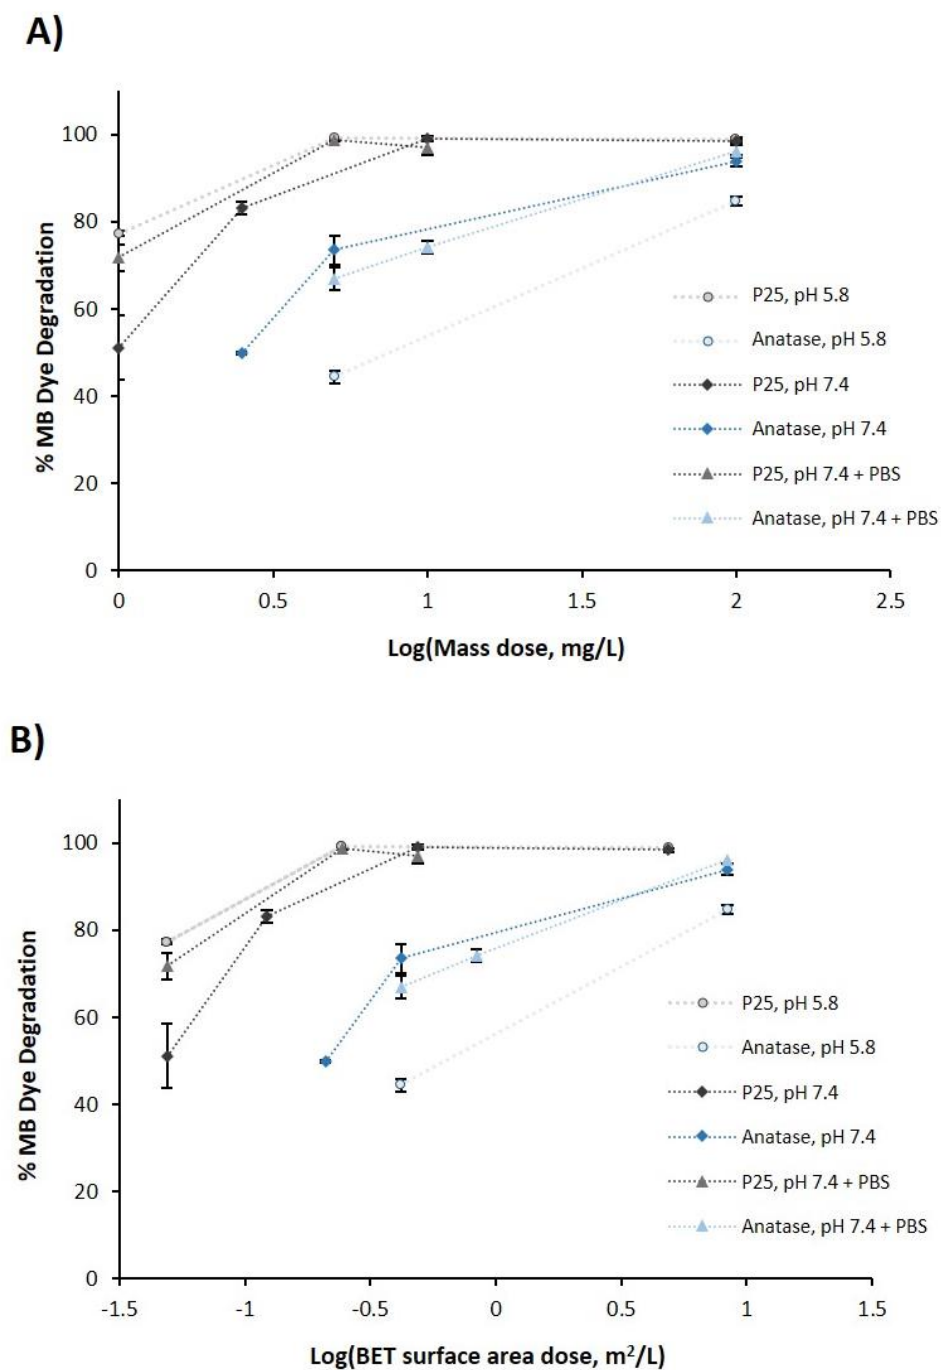 A)
% MB Dye Degradation
100
80
60
40
20
0
0 0.5 1 1.5 2 2.5
Log(Mass dose, mg/L)
P25, pH 5.8
Anatase, pH 5.8
P25, pH 7.4
Anatase, pH 7.4
P25, pH 7.4 + PBS
Anatase, pH 7.4 + PBS
B)
% MB Dye Degradation
100
80
60
40
20
0
-1.5 -1 -0.5 0 0.5 1 1.5
Log(BET surface area dose, m²/L)
P25, pH 5.8
Anatase, pH 5.8
P25, pH 7.4
Anatase, pH 7.4
P25, pH 7.4 + PBS
Anatase, pH 7.4 + PBS